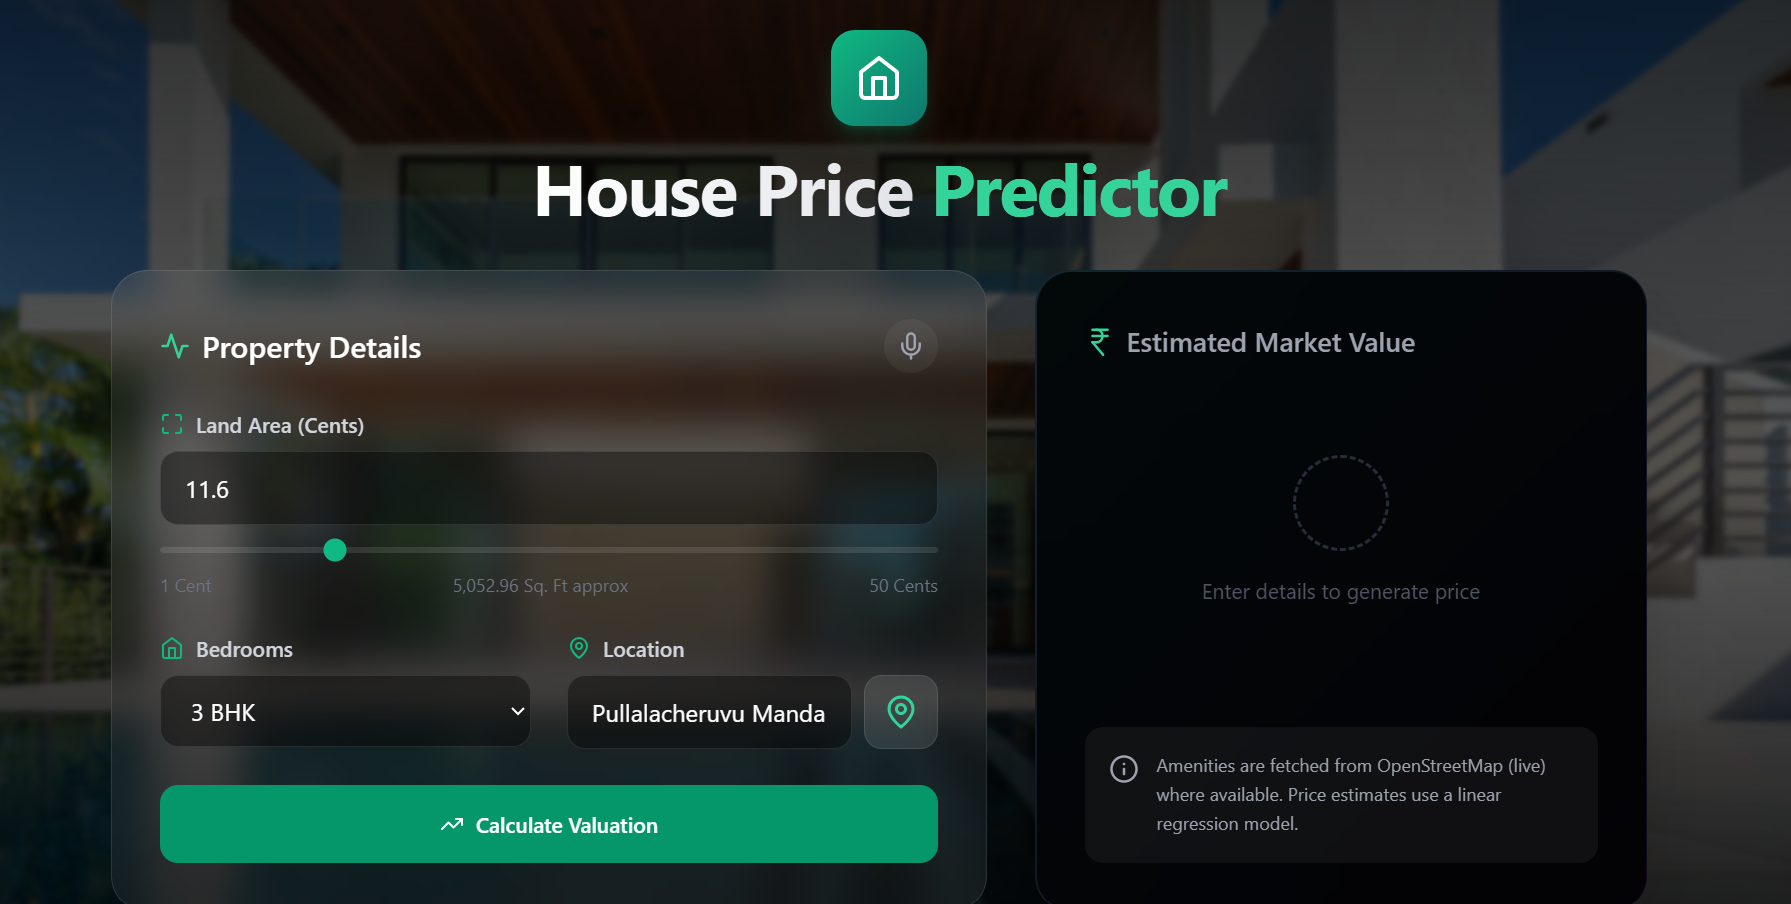 House Price Predictor
Property Details
Land Area (Cents)
11.6
1 Cent
5,052.96 Sq. Ft approx
50 Cents
Bedrooms
Location
3 BHK
Pullalacheruvu Manda
Calculate Valuation
Estimated Market Value
Enter details to generate price
Amenities are fetched from OpenStreetMap (live)
where available. Price estimates use a linear
regression model.